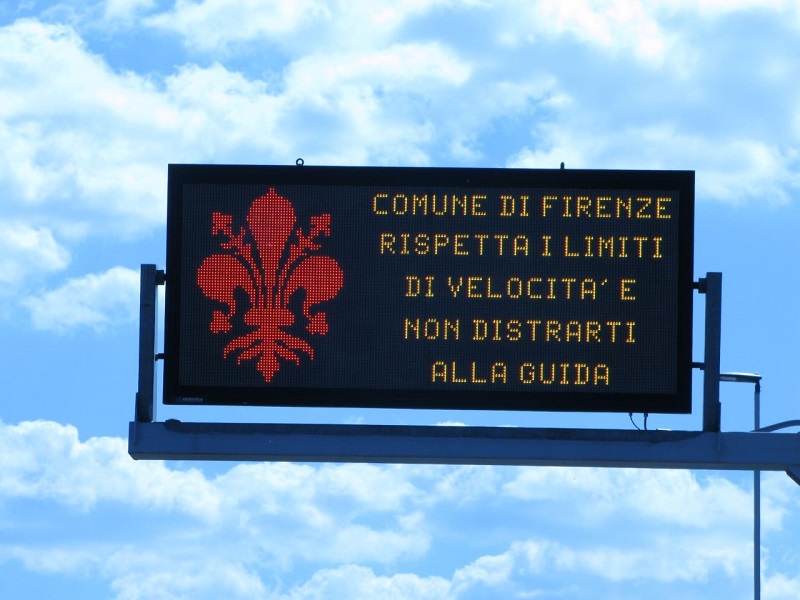 COMUNE DI FIRENZE
RISPETTA I LIMITI
DI VELOCITA' E
NON DISTRARTI
ALLA GUIDA